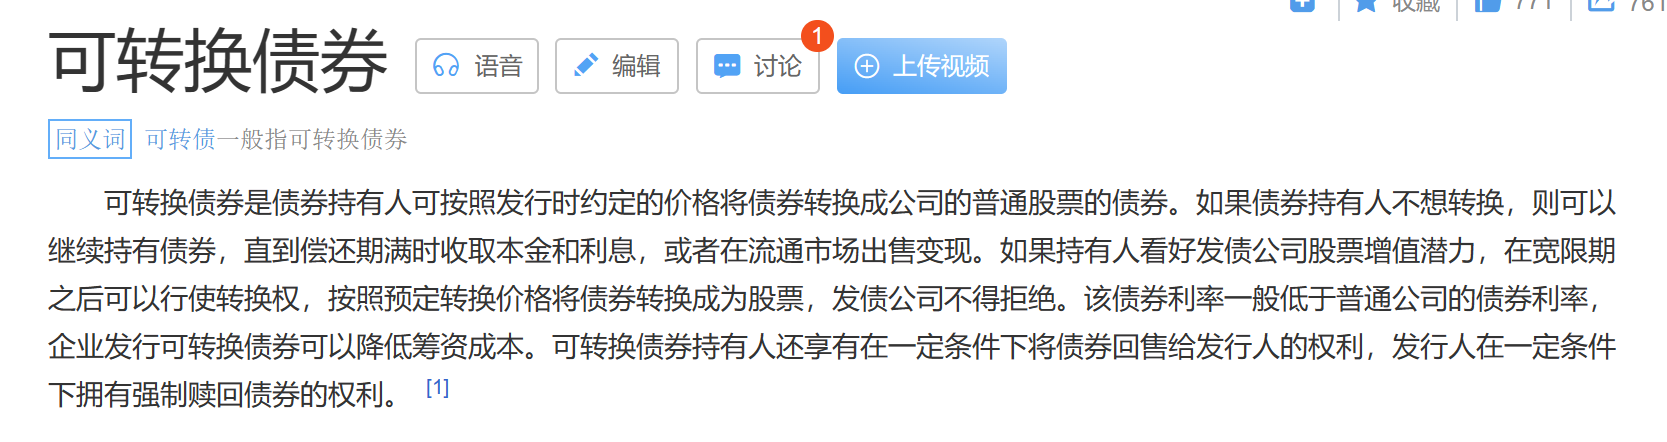 收藏 771 761
可转换债券 语音 编辑 讨论 1 上传视频
同义词 可转债一般指可转换债券
可转换债券是债券持有人可按照发行时约定的价格将债券转换成公司的普通股票的债券。如果债券持有人不想转换，则可以
继续持有债券，直到偿还期满时收取本金和利息，或者在流通市场出售变现。如果持有人看好发债公司股票增值潜力，在宽限期
之后可以行使转换权，按照预定转换价格将债券转换成为股票，发债公司不得拒绝。该债券利率一般低于普通公司的债券利率，
企业发行可转换债券可以降低筹资成本。可转换债券持有人还享有在一定条件下将债券回售给发行人的权利，发行人在一定条件
下拥有强制赎回债券的权利。 [1]